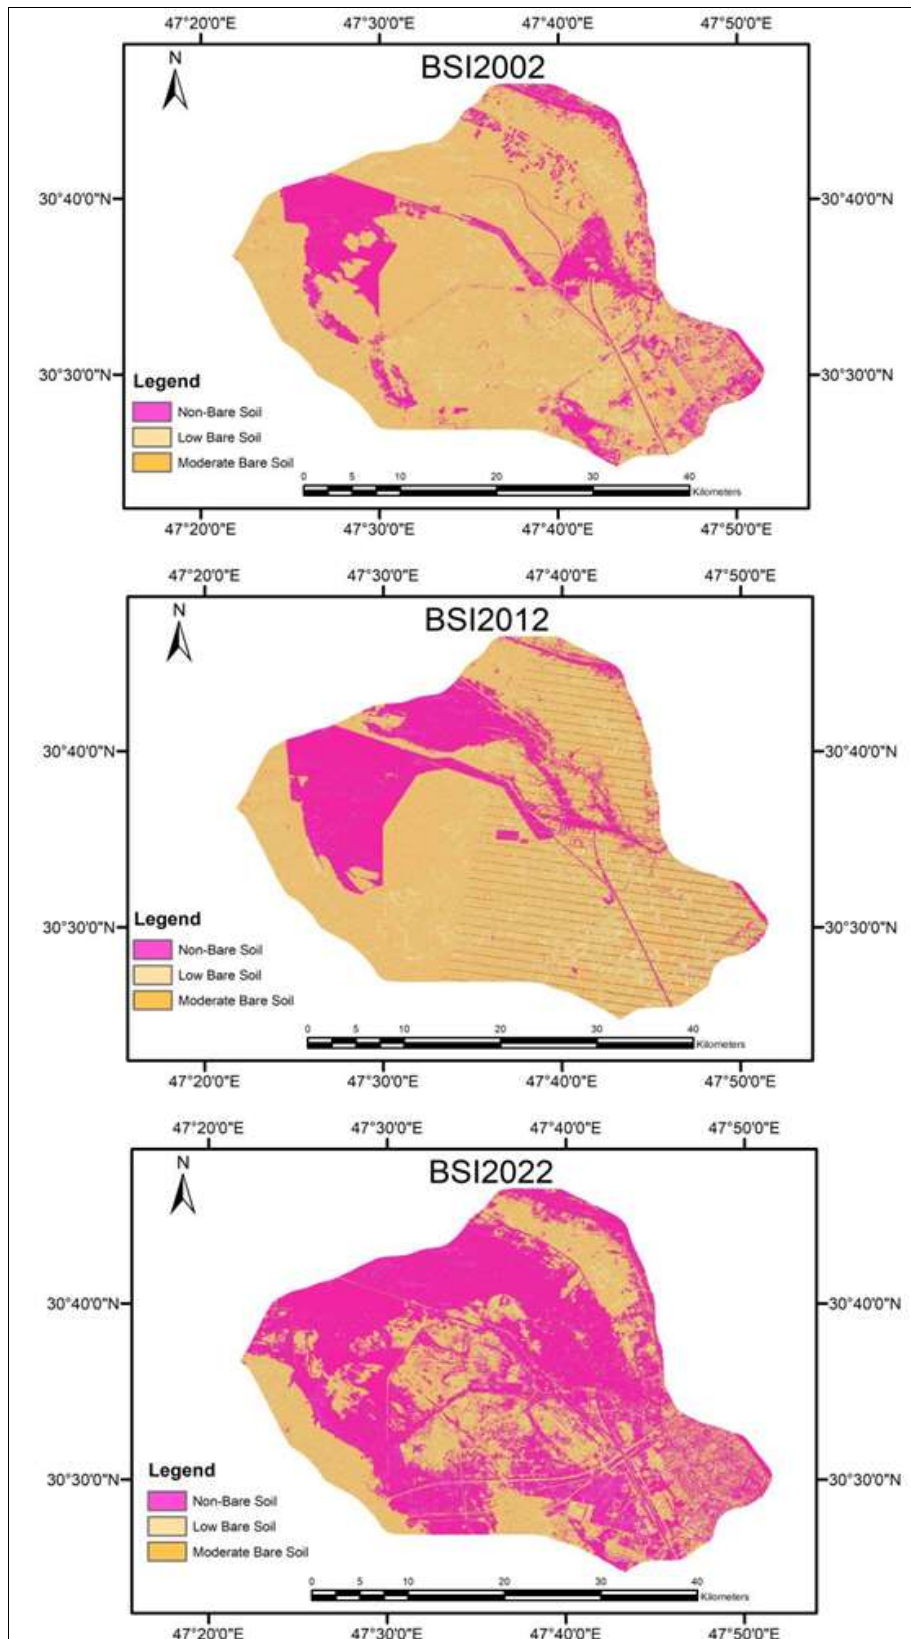 47°20'0"E 47°30'0"E 47°40'0"E 47°50'0"E
N
BSI2002
30°40'0"N 30°40'0"N
30°30'0"N 30°30'0"N
Legend
Non-Bare Soil
Low Bare Soil
Moderate Bare Soil
0 5 10 20 30 40
Kilometers
47°20'0"E 47°30'0"E 47°40'0"E 47°50'0"E
47°20'0"E 47°30'0"E 47°40'0"E 47°50'0"E
N
BSI2012
30°40'0"N 30°40'0"N
30°30'0"N 30°30'0"N
Legend
Non-Bare Soil
Low Bare Soil
Moderate Bare Soil
0 5 10 20 30 40
Kilometers
47°20'0"E 47°30'0"E 47°40'0"E 47°50'0"E
47°20'0"E 47°30'0"E 47°40'0"E 47°50'0"E
N
BSI2022
30°40'0"N 30°40'0"N
30°30'0"N 30°30'0"N
Legend
Non-Bare Soil
Low Bare Soil
Moderate Bare Soil
0 5 10 20 30 40
Kilometers
47°20'0"E 47°30'0"E 47°40'0"E 47°50'0"E